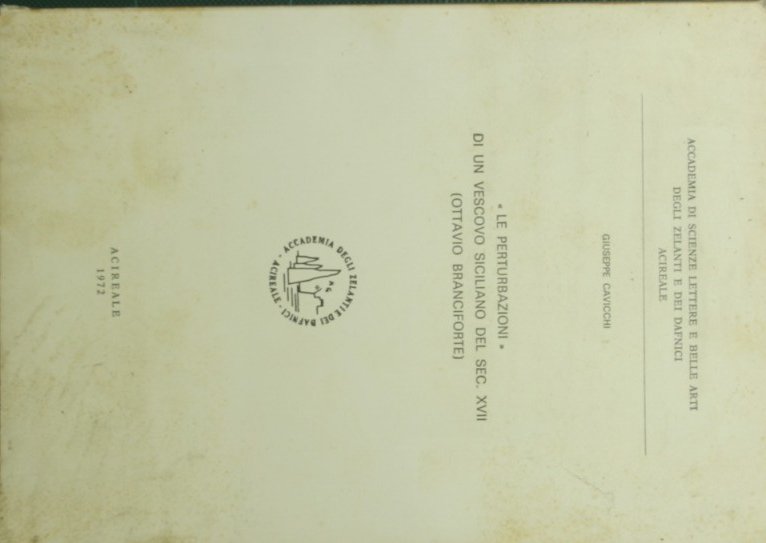 ACCADEMIA DI SCIENZE LETTERE E BELLE ARTI
DEGLI ZELANTI E DEI DAFNICI
ACIREALE
GIUSEPPE CAVICCHI
« LE PERTURBAZIONI »
DI UN VESCOVO SICILIANO DEL SEC. XVII
(OTTAVIO BRANCIFORTE)
ACCADEMIA DEGLI ZELANTI E DEI DAFNICI - ACIREALE -
ACIREALE
1972